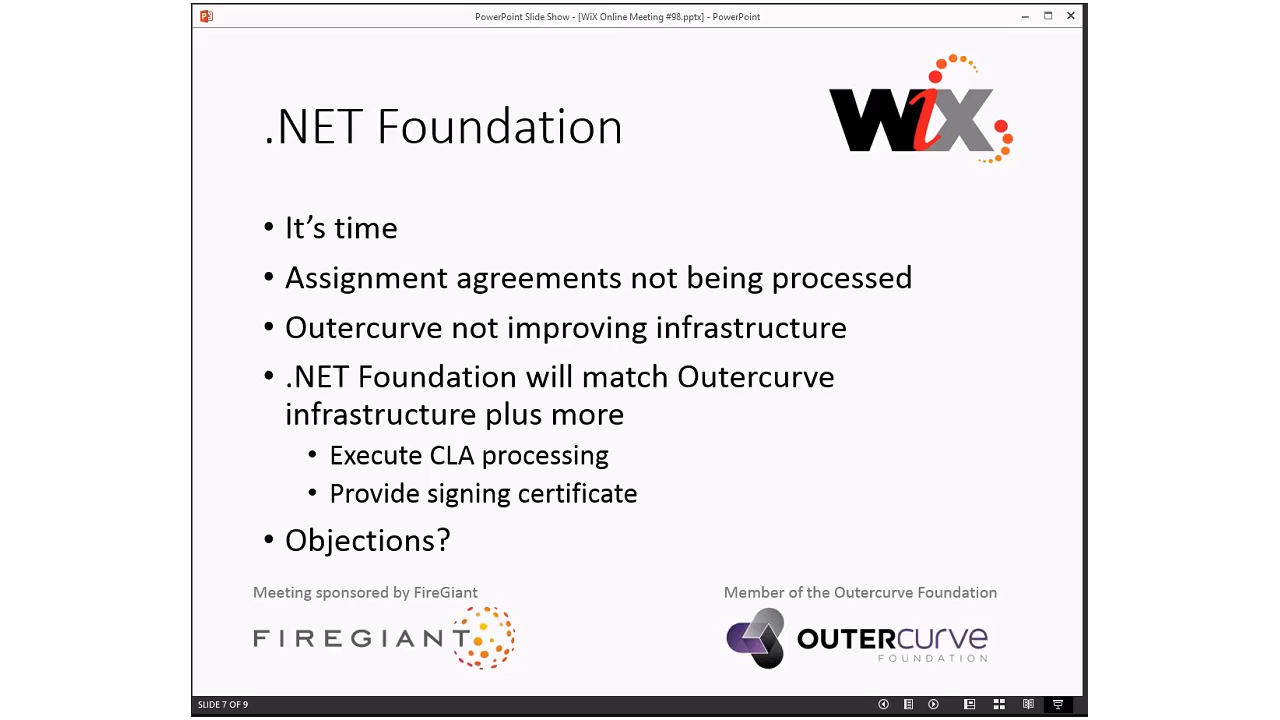 PowerPoint Slide Show - [WiX Online Meeting #98.pptx] - PowerPoint
WiX
.NET Foundation
• It's time
• Assignment agreements not being processed
• Outercurve not improving infrastructure
• .NET Foundation will match Outercurve
infrastructure plus more
• Execute CLA processing
• Provide signing certificate
• Objections?
Meeting sponsored by FireGiant
FIREGIANT
Member of the Outercurve Foundation
OUTERCURVE
FOUNDATION
SLIDE 7 OF 9